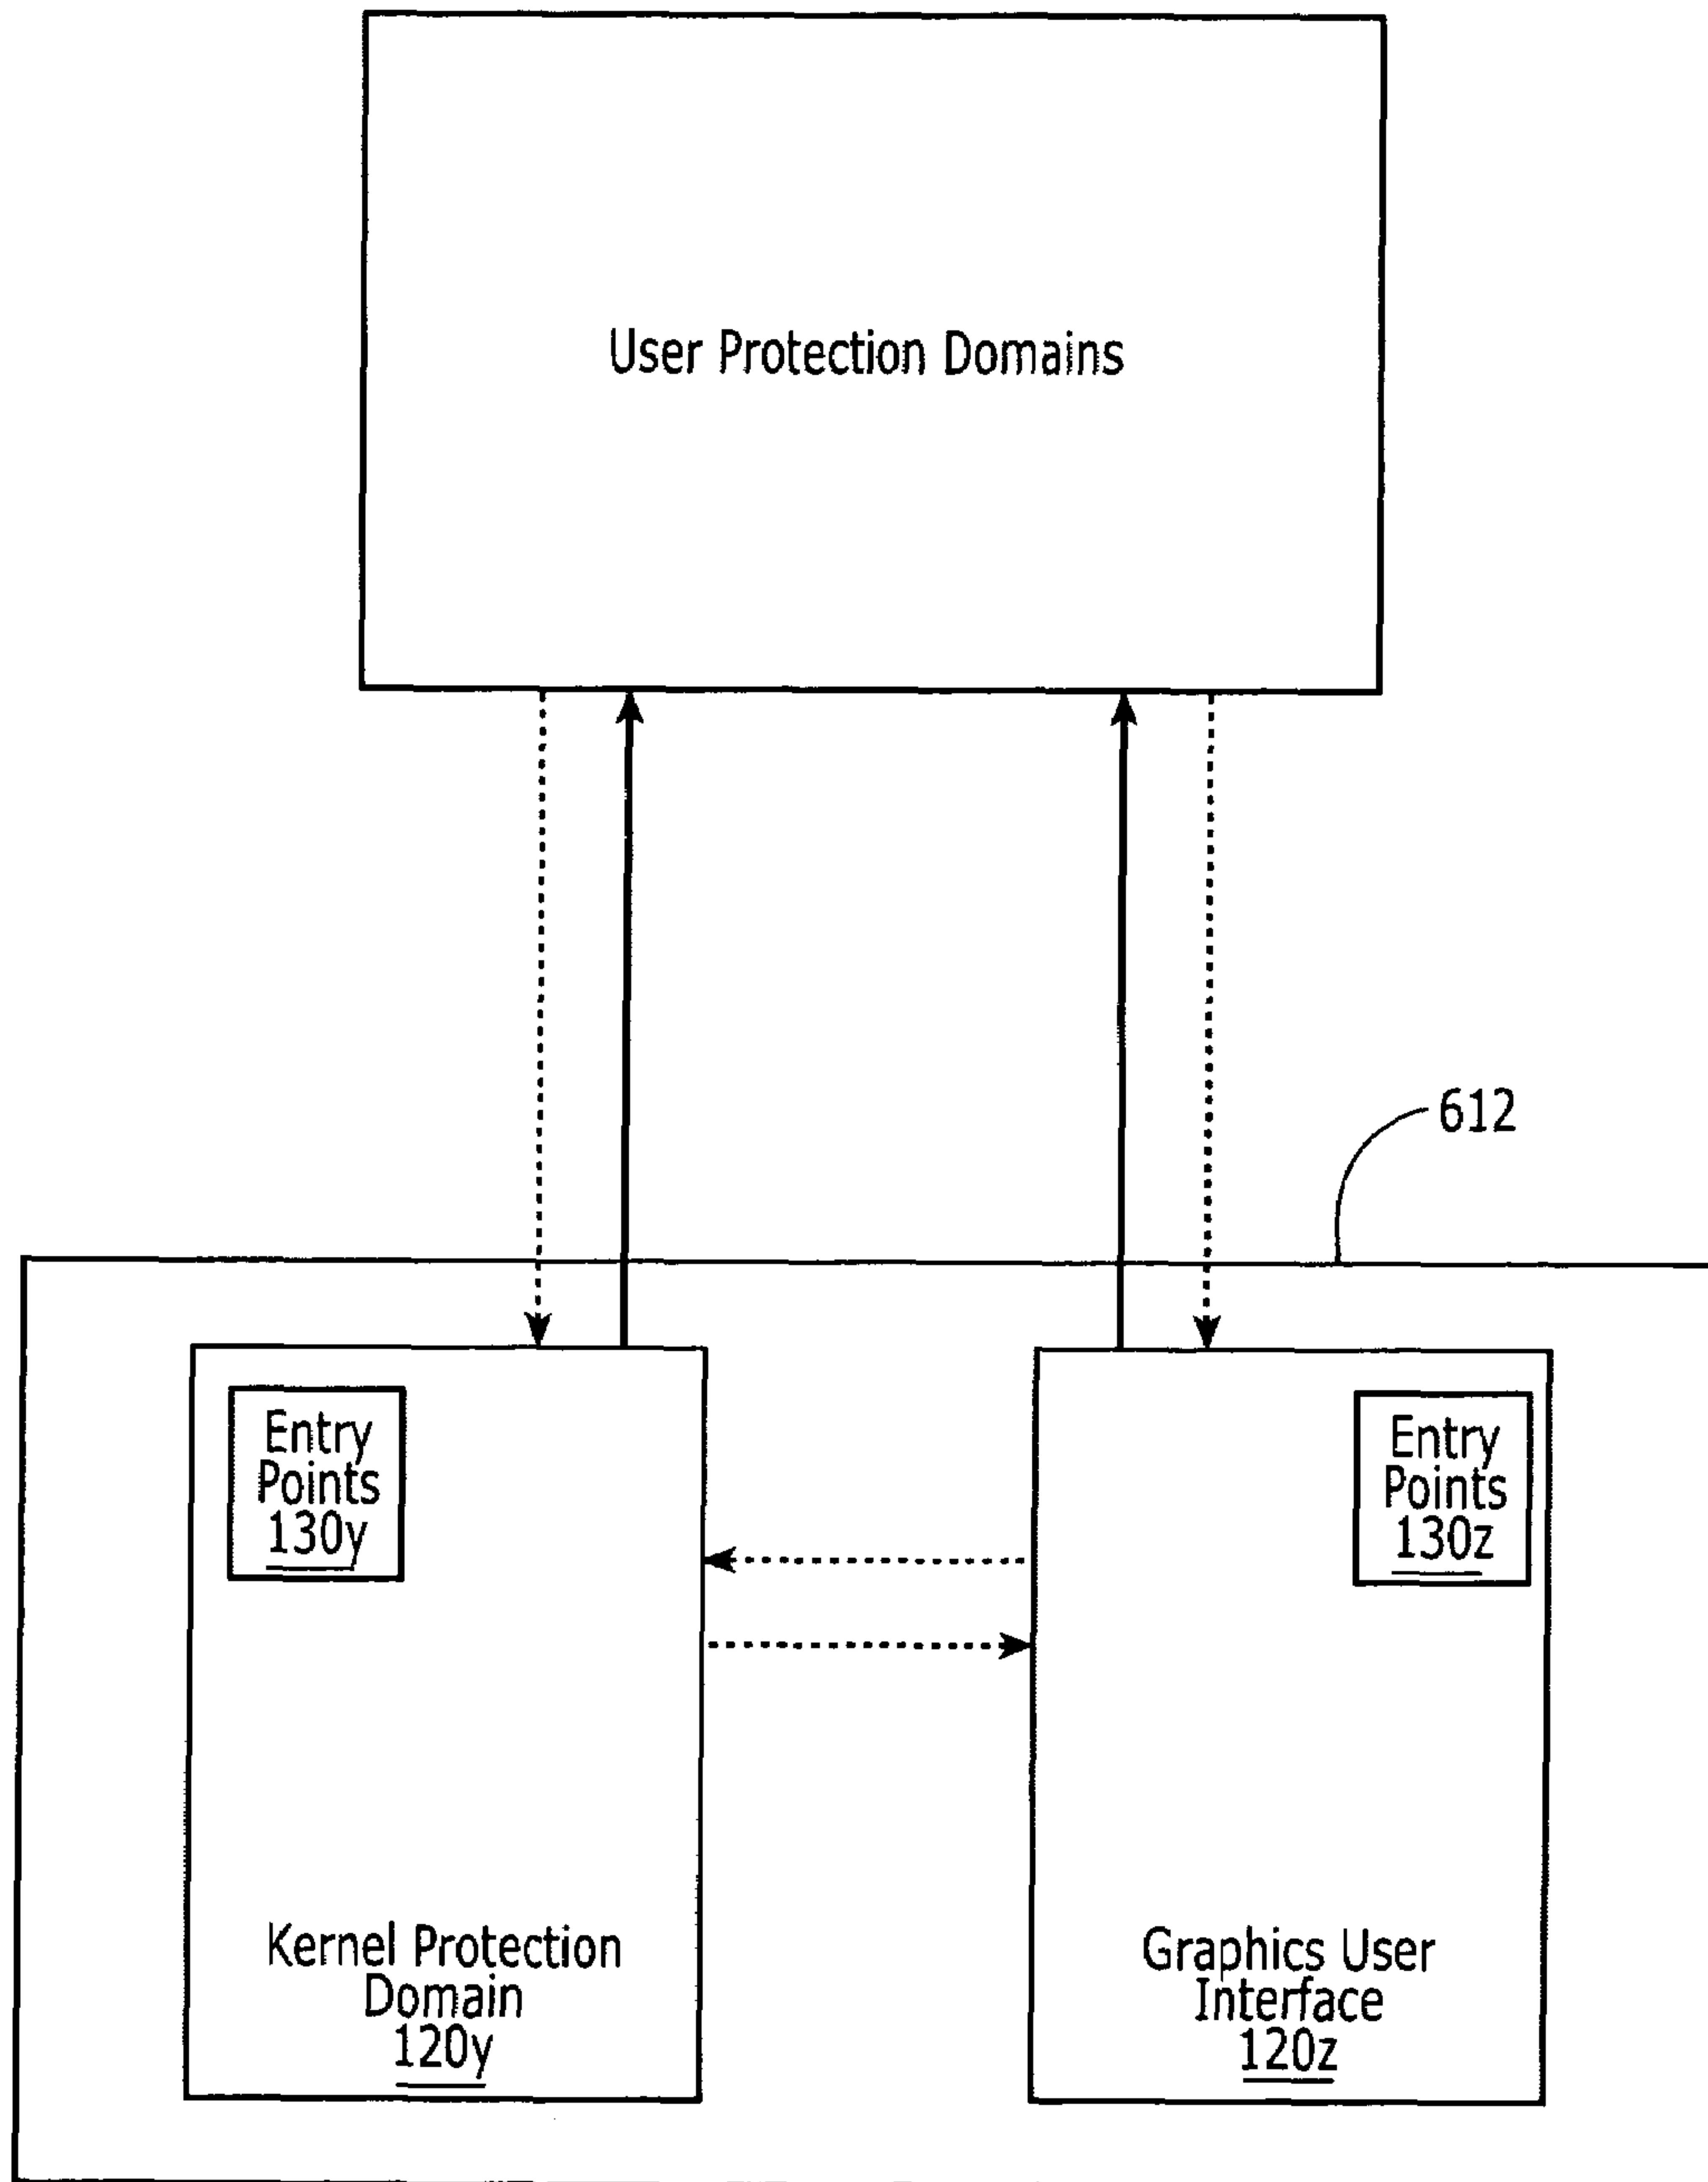 User Protection Domains
612
Entry
Points
130y
Entry
Points
130z
Kernel Protection
Domain
120y
Graphics User
Interface
120z